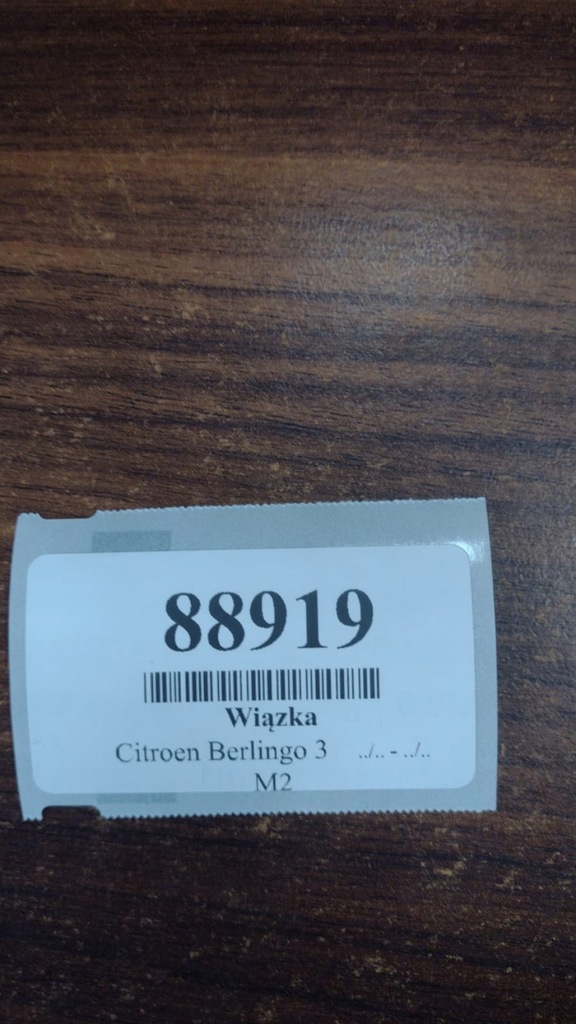 88919
Wiązka
Citroen Berlingo 3 ../.. - ../..
M2